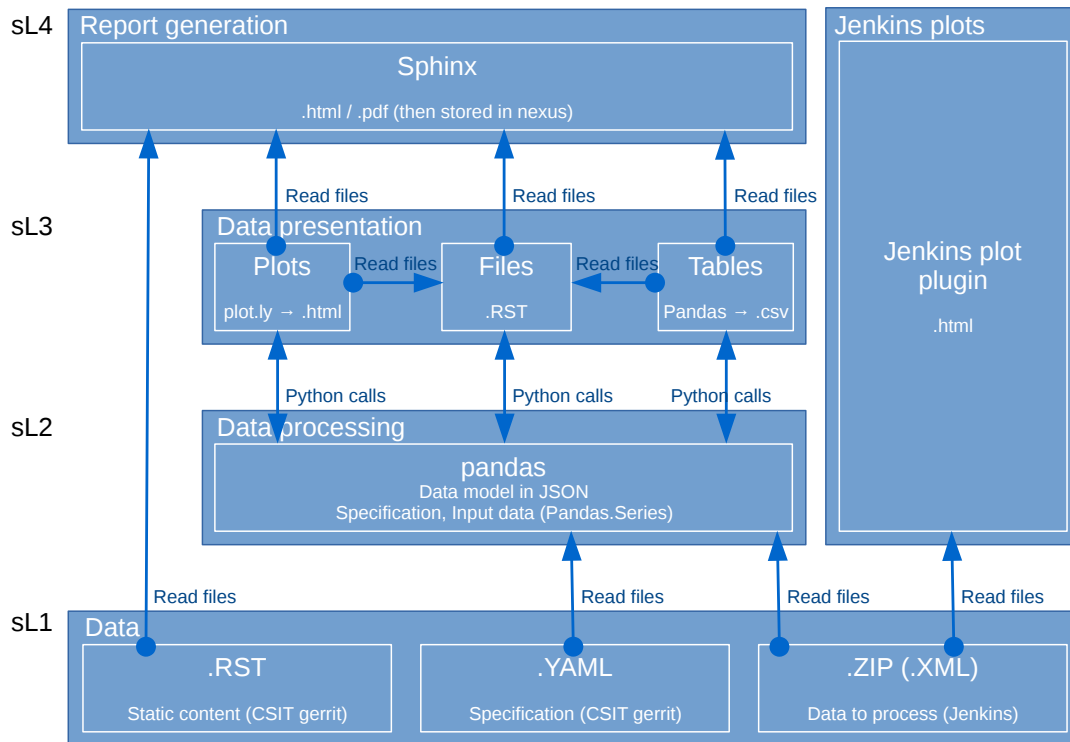 sL4
Report generation
Sphinx
.html / .pdf (then stored in nexus)
Jenkins plots
Jenkins plot
plugin
.html
Read files
Read files
Read files
sL3
Data presentation
Plots
plot.ly → .html
Read files
Files
.RST
Read files
Tables
Pandas → .csv
Python calls
Python calls
Python calls
sL2
Data processing
pandas
Data model in JSON
Specification, Input data (Pandas.Series)
Read files
Read files
Read files
Read files
sL1
Data
.RST
Static content (CSIT gerrit)
.YAML
Specification (CSIT gerrit)
.ZIP (.XML)
Data to process (Jenkins)